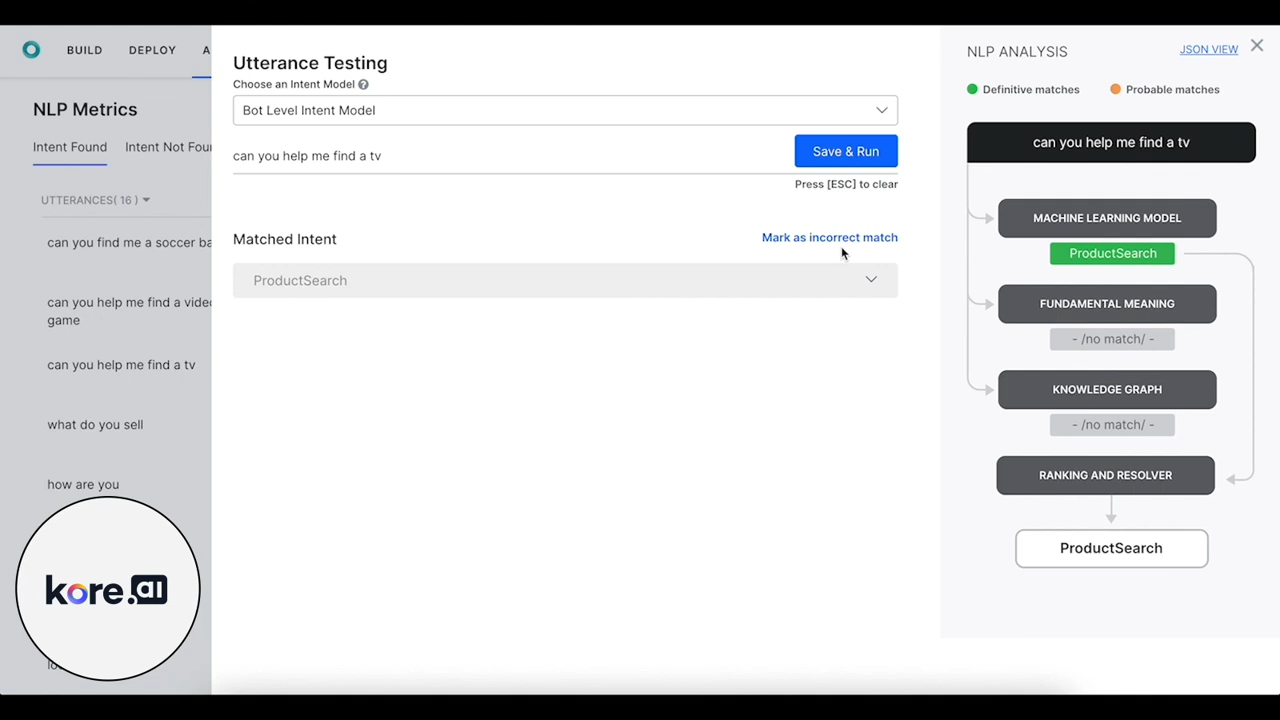 BUILD
DEPLOY
A
NLP Metrics
Intent Found
Intent Not Foun
UTTERANCES( 16 )
can you find me a soccer ba
can you help me find a video
game
can you help me find a tv
what do you sell
how are you
kore.ai
Utterance Testing
Choose an Intent Model ?
Bot Level Intent Model
can you help me find a tv
Save & Run
Press [ESC] to clear
Matched Intent
Mark as incorrect match
ProductSearch
NLP ANALYSIS
JSON VIEW
Definitive matches
Probable matches
can you help me find a tv
MACHINE LEARNING MODEL
ProductSearch
FUNDAMENTAL MEANING
- /no match/ -
KNOWLEDGE GRAPH
- /no match/ -
RANKING AND RESOLVER
ProductSearch